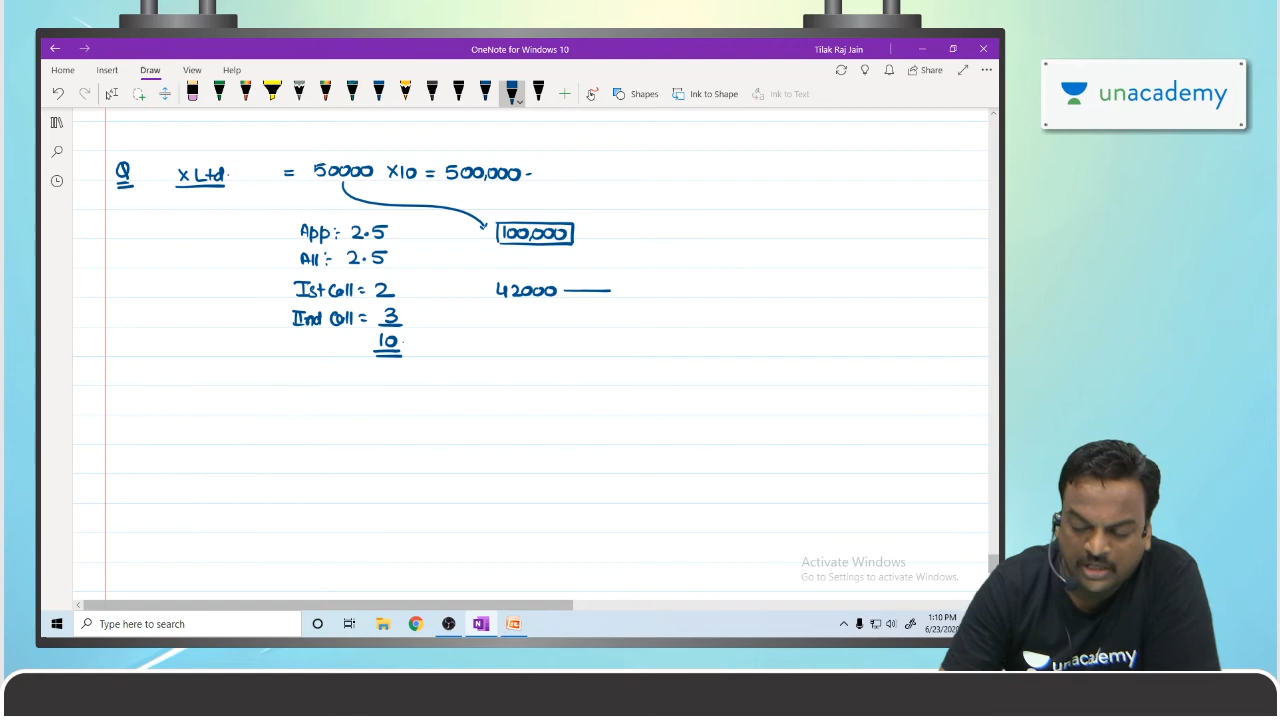 OneNote for Windows 10
Tilak Raj Jain
Home Insert Draw View Help
Share
Shapes Ink to Shape Ink to Text
unacademy
Q X Ltd. = 50000 X10 = 500,000 -
App :- 2.5 100,000
All :- 2.5
Ist Call = 2 42000 ——
IInd Call = 3
10
Activate Windows
Go to Settings to activate Windows.
Type here to search
1:10 PM
unacademy